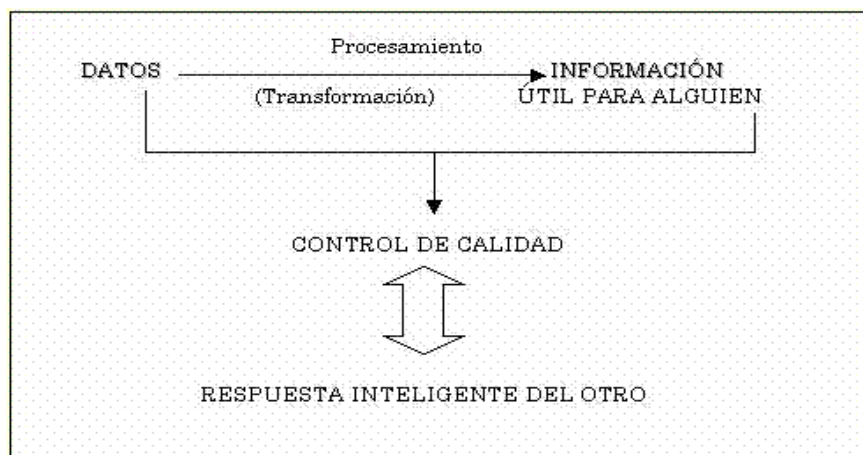 Procesamiento
DATOS
INFORMACIÓN
(Transformación)
ÚTIL PARA ALGUIEN
CONTROL DE CALIDAD
RESPUESTA INTELIGENTE DEL OTRO